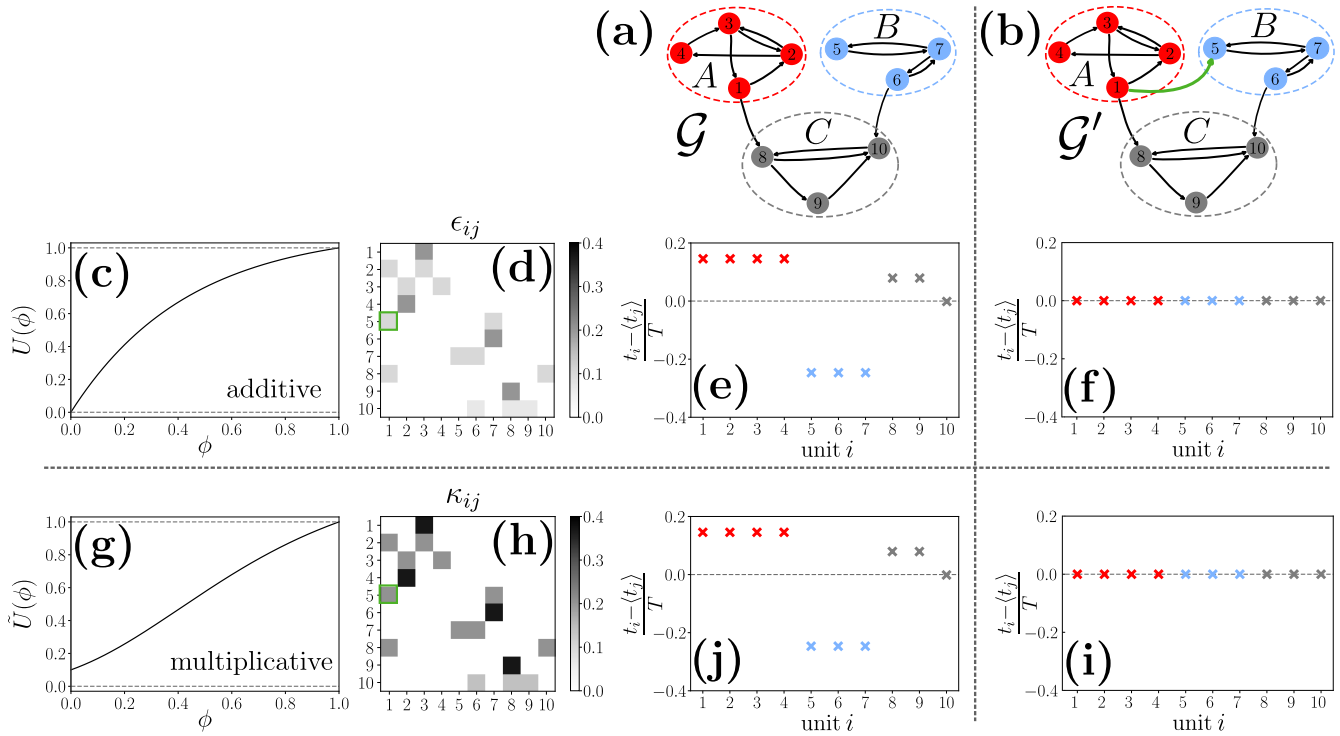 (a)
3
4
2
A
1
5
B
7
6
𝒢
8
C
10
9
(b)
3
4
2
A
1
5
B
7
6
𝒢′
8
C
10
9
(c)
U(ϕ)
1.0
0.8
0.6
0.4
0.2
0.0
additive
0.0 0.2 0.4 0.6 0.8 1.0
ϕ
ϵij
(d)
1
2
3
4
5
6
7
8
9
10
1 2 3 4 5 6 7 8 9 10
0.4
0.3
0.2
0.1
0.0
(e)
ti−⟨tj⟩
T
0.2
0.0
−0.2
−0.4
1 2 3 4 5 6 7 8 9 10
unit i
(f)
ti−⟨tj⟩
T
0.2
0.0
−0.2
−0.4
1 2 3 4 5 6 7 8 9 10
unit i
(g)
Ũ(ϕ)
1.0
0.8
0.6
0.4
0.2
0.0
multiplicative
0.0 0.2 0.4 0.6 0.8 1.0
ϕ
κij
(h)
1
2
3
4
5
6
7
8
9
10
1 2 3 4 5 6 7 8 9 10
0.4
0.3
0.2
0.1
0.0
(j)
ti−⟨tj⟩
T
0.2
0.0
−0.2
−0.4
1 2 3 4 5 6 7 8 9 10
unit i
(i)
ti−⟨tj⟩
T
0.2
0.0
−0.2
−0.4
1 2 3 4 5 6 7 8 9 10
unit i